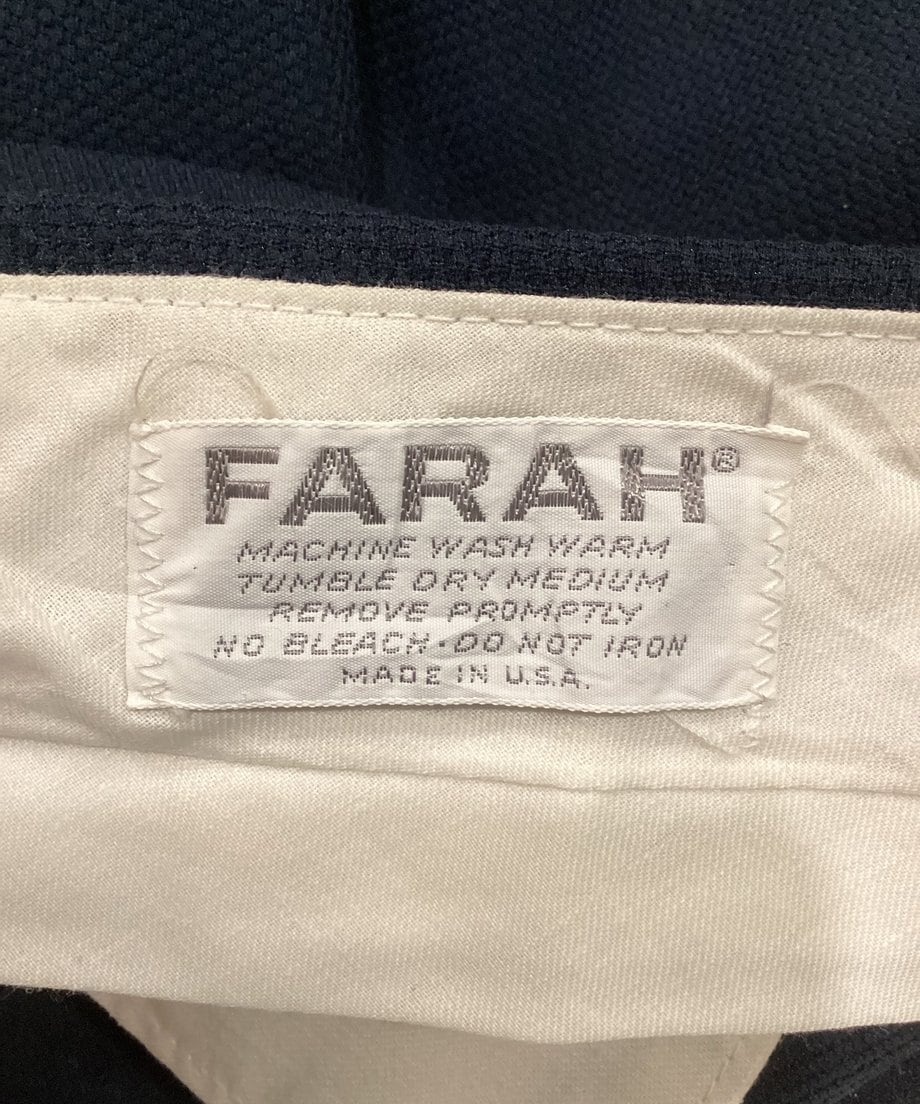 FARAH®
MACHINE WASH WARM
TUMBLE DRY MEDIUM
REMOVE PROMPTLY
NO BLEACH·DO NOT IRON
MADE IN U.S.A.